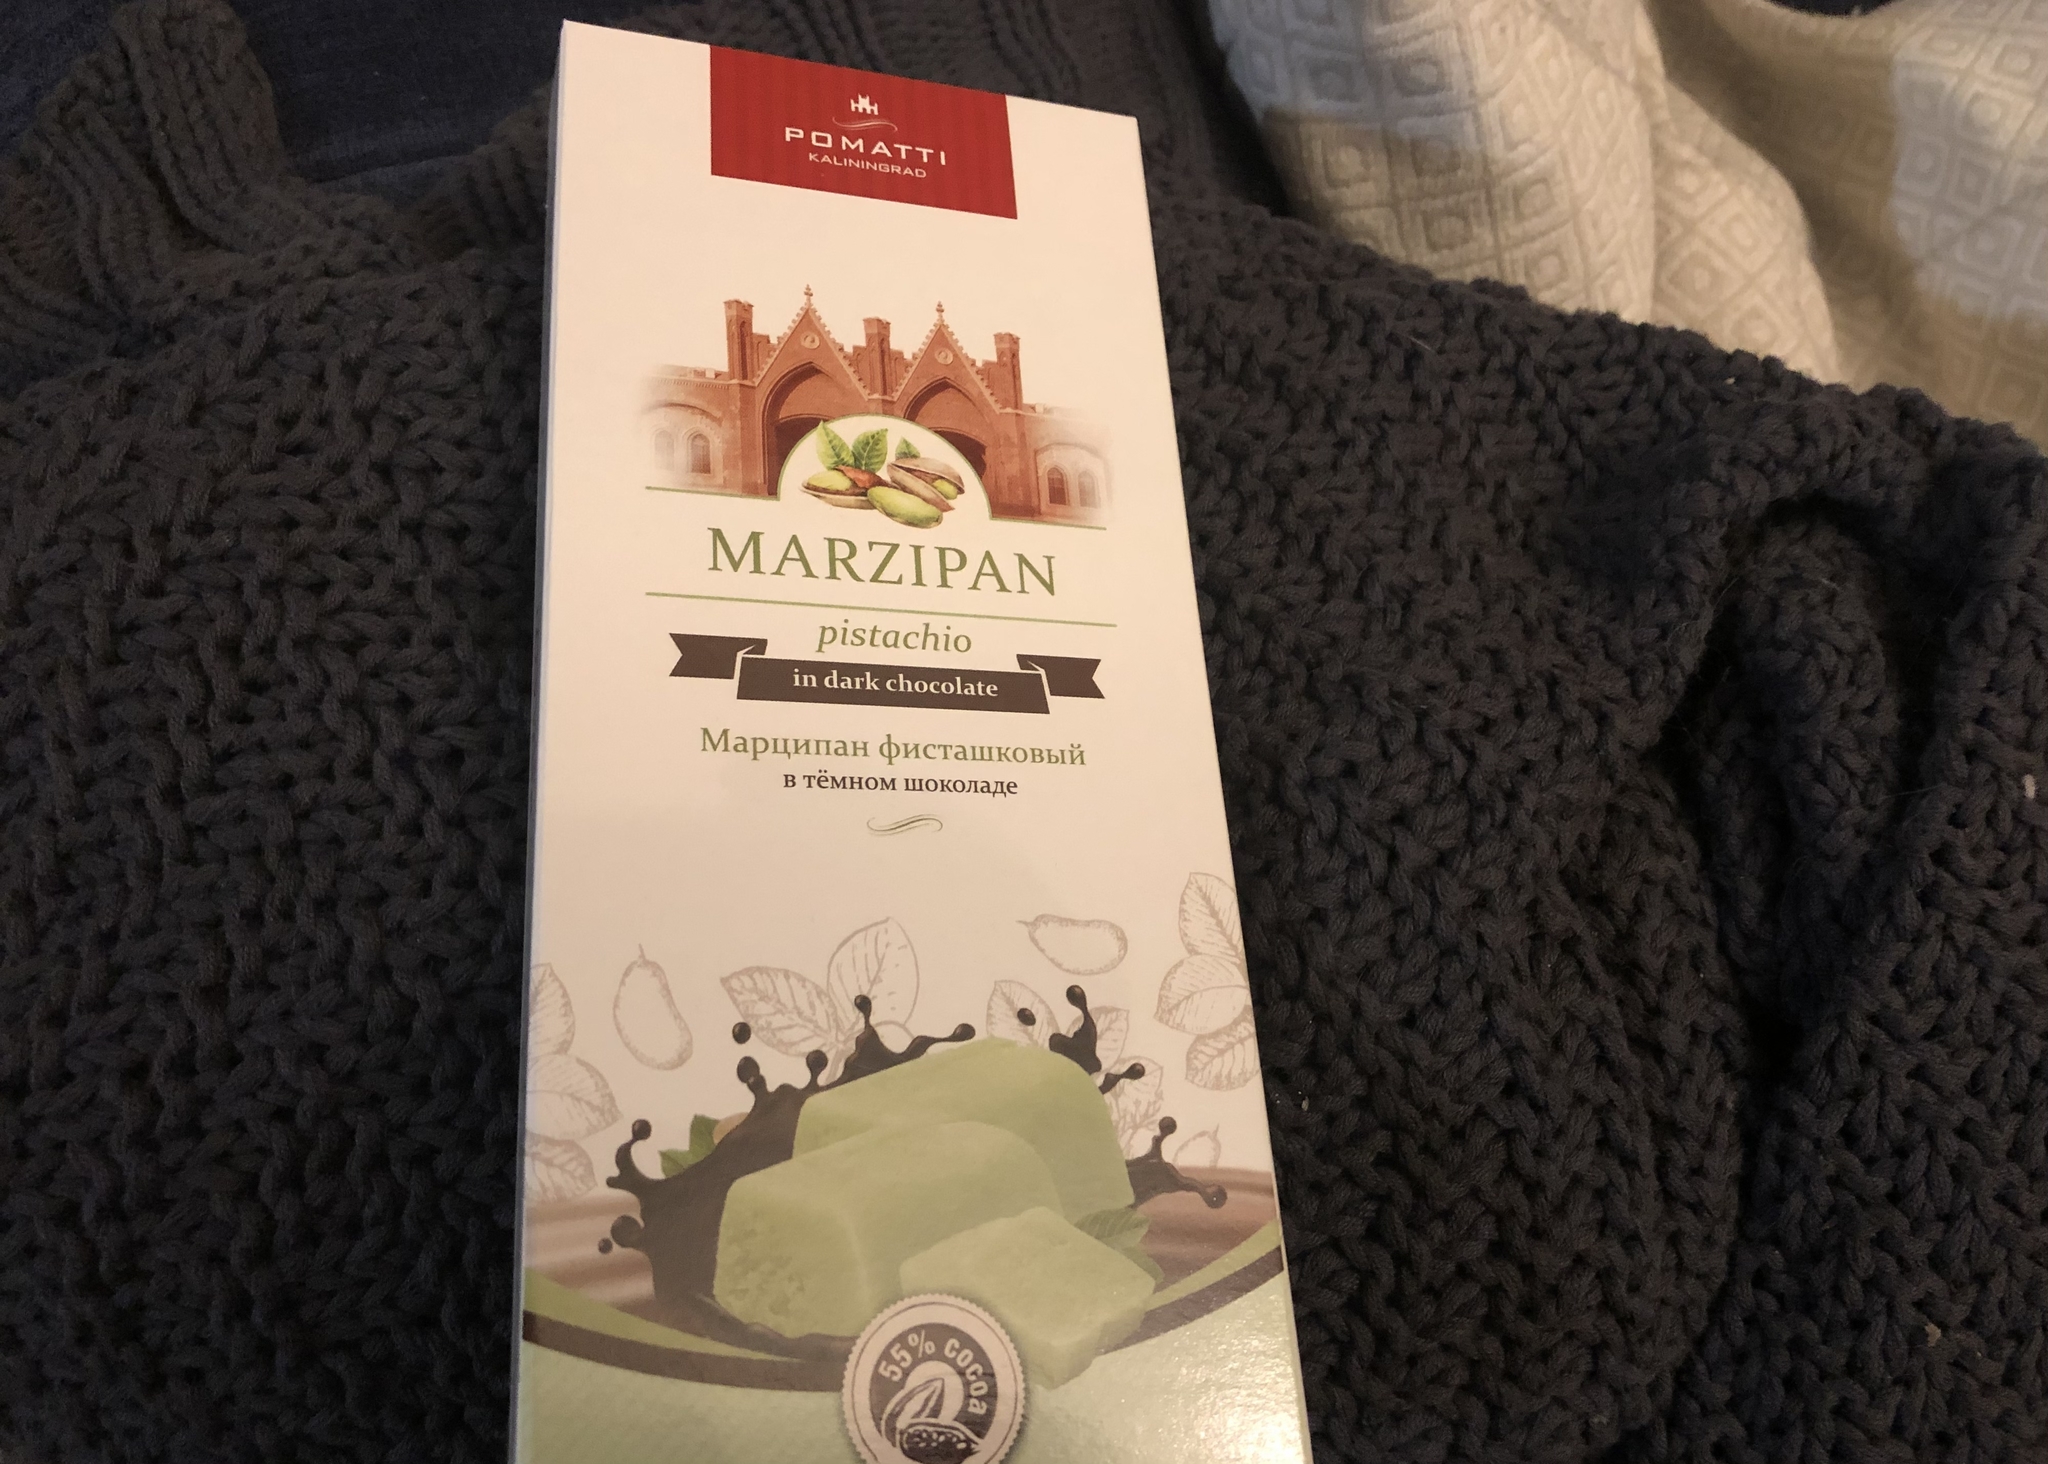 POMATTI
KALININGRAD
MARZIPAN
pistachio
in dark chocolate
Марципан фисташковый
в тёмном шоколаде
55% COCOA